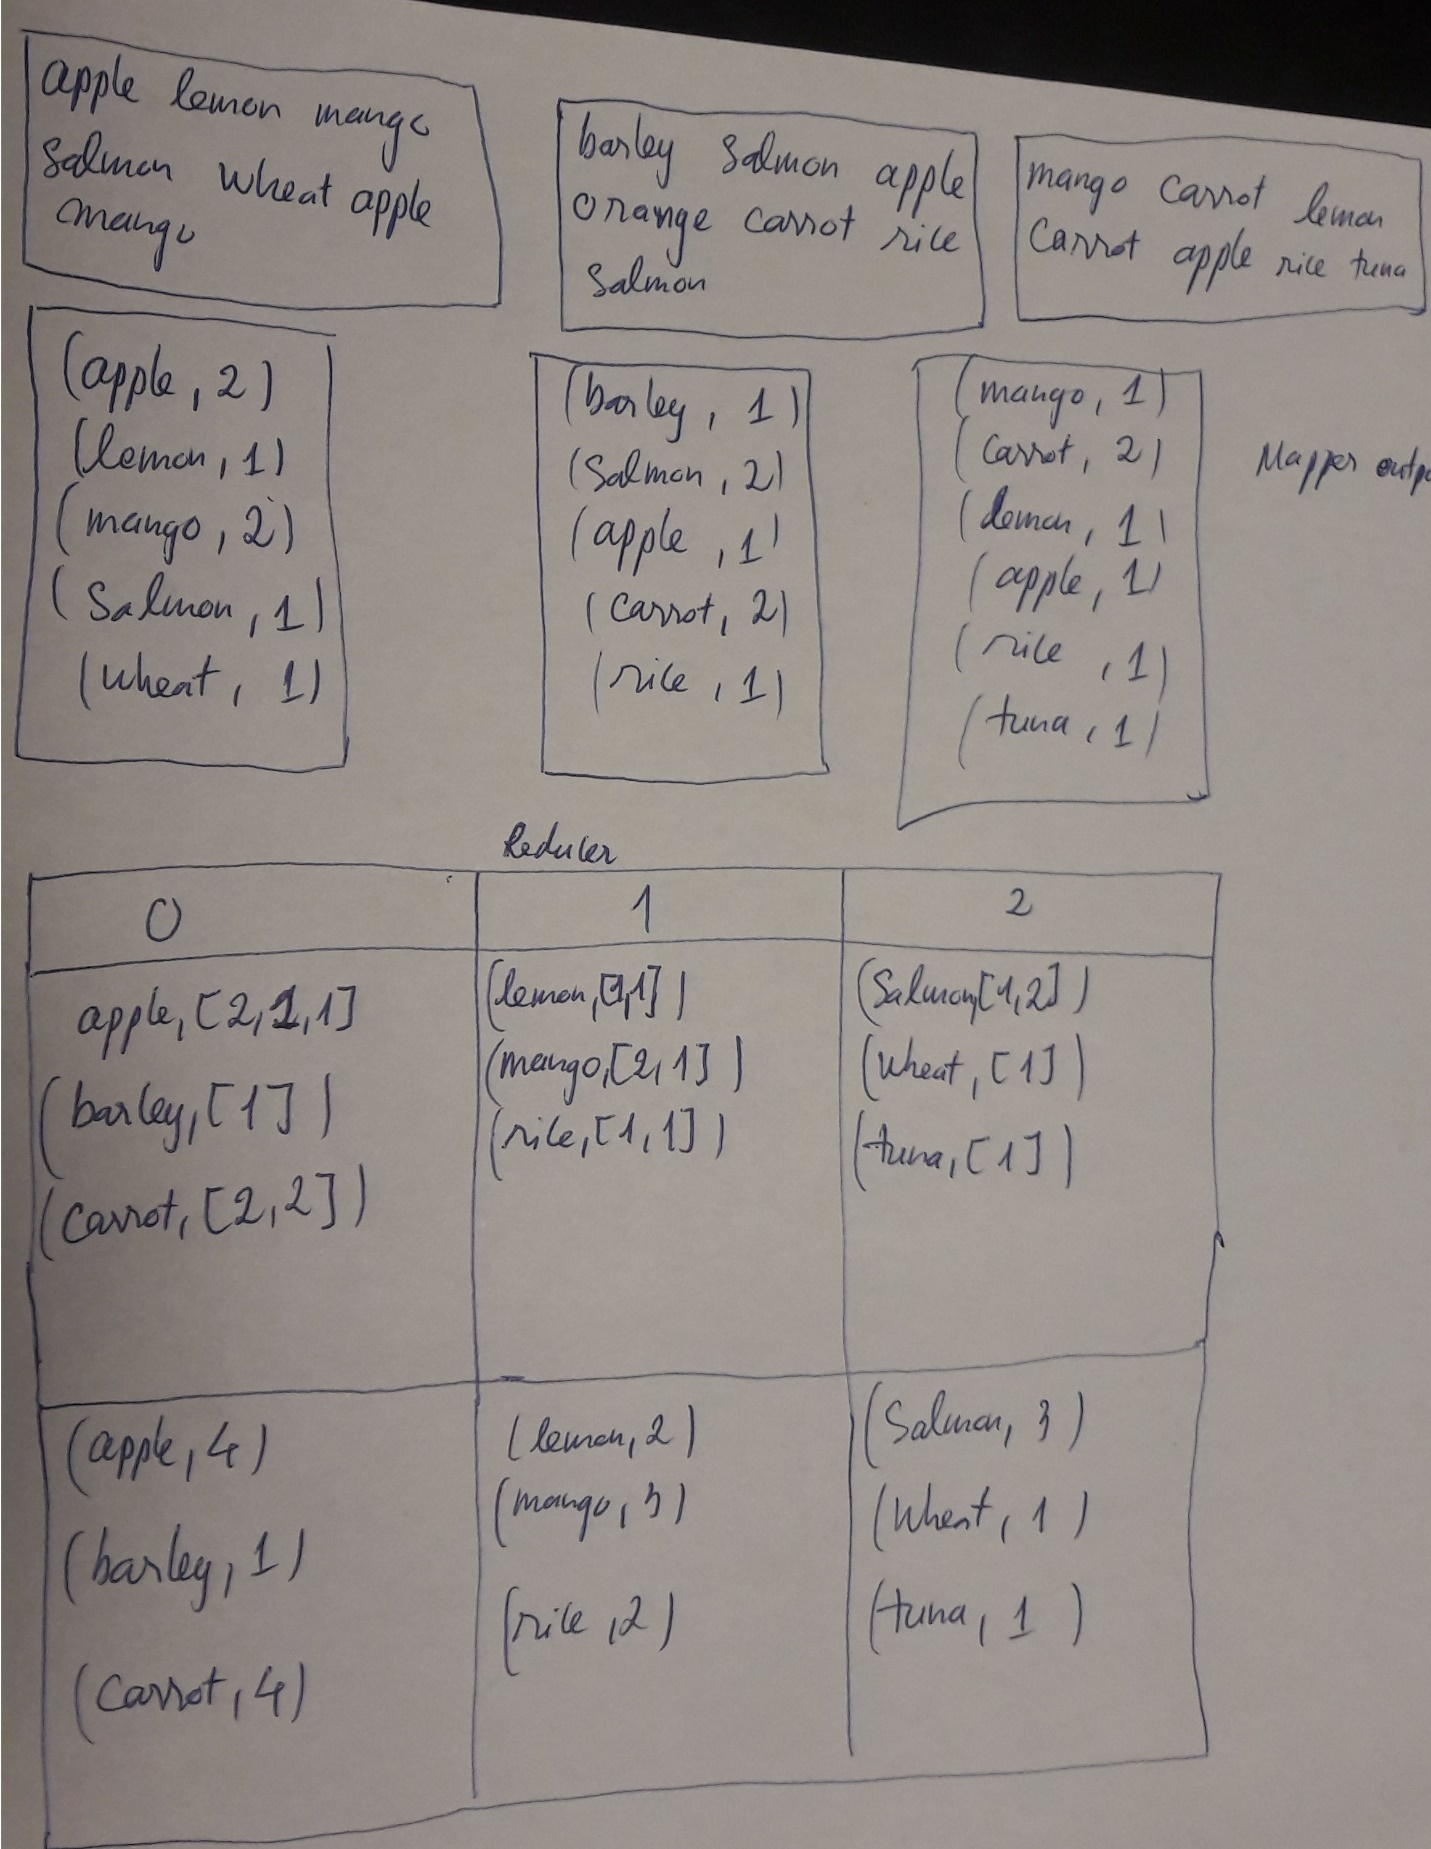 apple lemon mango
Salmon wheat apple
mango
barley Salmon apple
orange carrot rice
Salmon
mango carrot lemon
Carrot apple rice tuna
(apple, 2)
(lemon, 1)
(mango, 2)
(Salmon, 1)
(wheat, 1)
(barley, 1)
(Salmon, 2)
(apple, 1)
(carrot, 2)
(rice, 1)
(mango, 1)
(carrot, 2)
(lemon, 1)
(apple, 1)
(rice, 1)
(tuna, 1)
Mapper outp
Reducer
0 1 2
apple, [2,1,1]
(barley, [1])
(carrot, [2,2])
(lemon, [1,1])
(mango, [2,1])
(rice, [1,1])
(Salmon, [1,2])
(wheat, [1])
(tuna, [1])
(apple, 4)
(barley, 1)
(carrot, 4)
(lemon, 2)
(mango, 3)
(rice, 2)
(Salmon, 3)
(wheat, 1)
(tuna, 1)